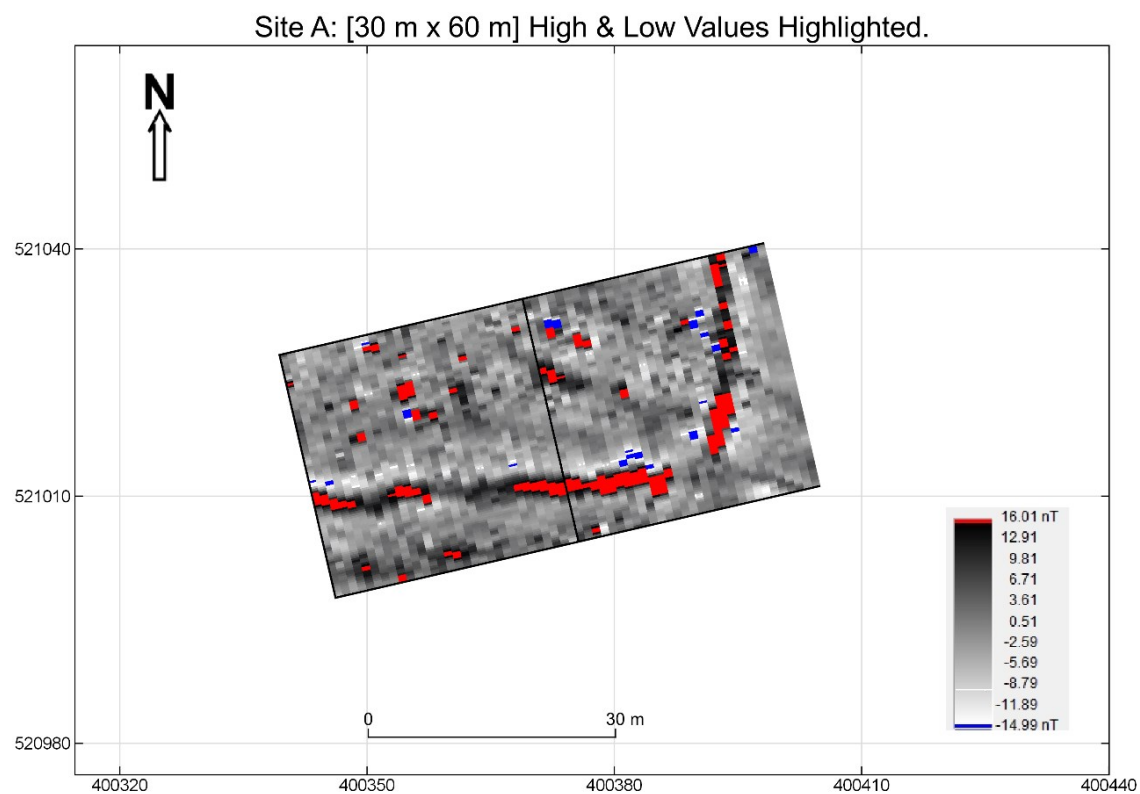 Site A: [30 m x 60 m] High & Low Values Highlighted.
N
521040
521010
520980
0 30 m
16.01 nT
12.91
9.81
6.71
3.61
0.51
-2.59
-5.69
-8.79
-11.89
-14.99 nT
400320 400350 400380 400410 400440